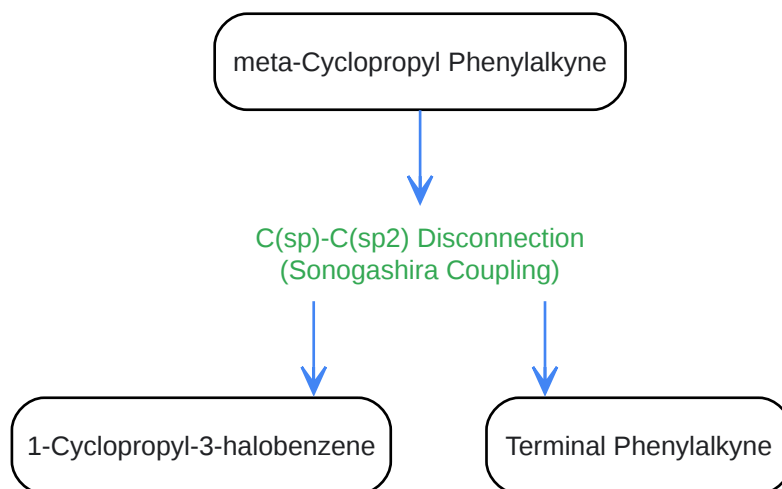 meta-Cyclopropyl Phenylalkyne
C(sp)-C(sp2) Disconnection
(Sonogashira Coupling)
1-Cyclopropyl-3-halobenzene
Terminal Phenylalkyne